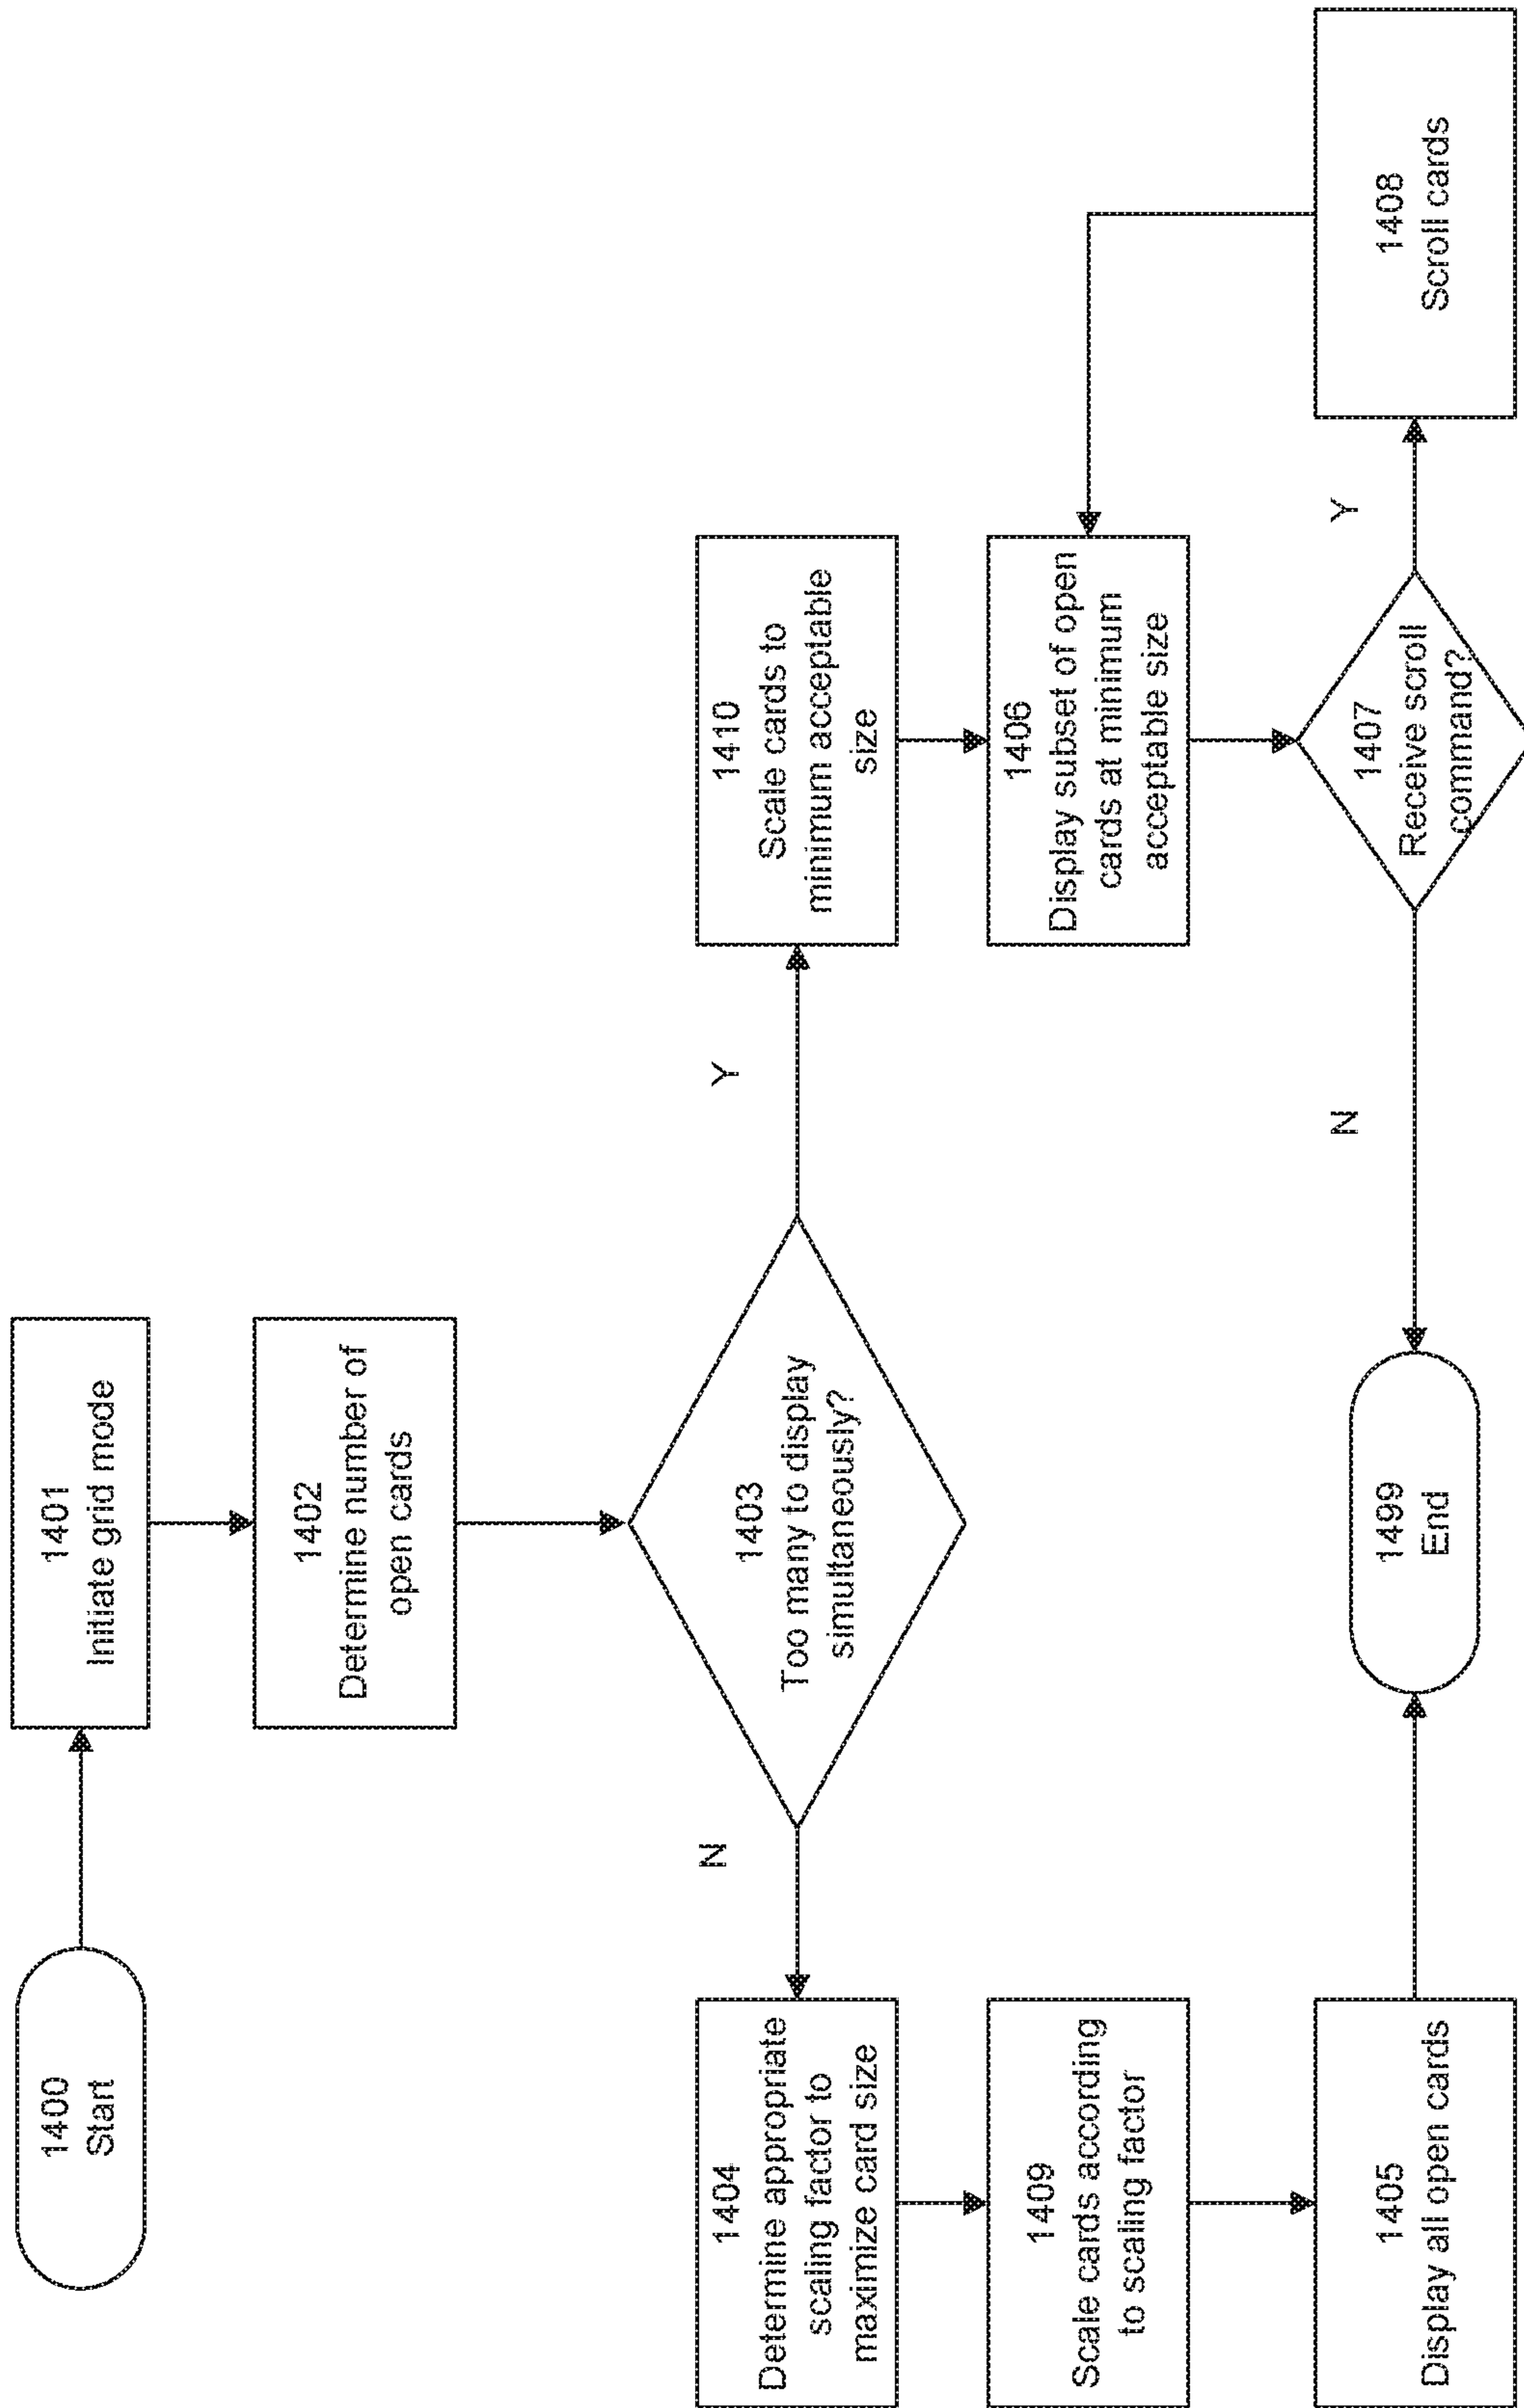 1400
Start
1401
Initiate grid mode
1402
Determine number of
open cards
1403
Too many to display
simultaneously?
N
Y
1404
Determine appropriate
scaling factor to
maximize card size
1410
Scale cards to
minimum acceptable
size
1409
Scale cards according
to scaling factor
1406
Display subset of open
cards at minimum
acceptable size
1405
Display all open cards
1499
End
N
1407
Receive scroll
command?
Y
1408
Scroll cards